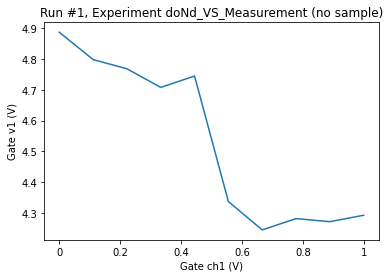 Run #1, Experiment doNd_VS_Measurement (no sample)
4.9
4.8
4.7
4.6
4.5
4.4
4.3
Gate v1 (V)
0 0.2 0.4 0.6 0.8 1
Gate ch1 (V)